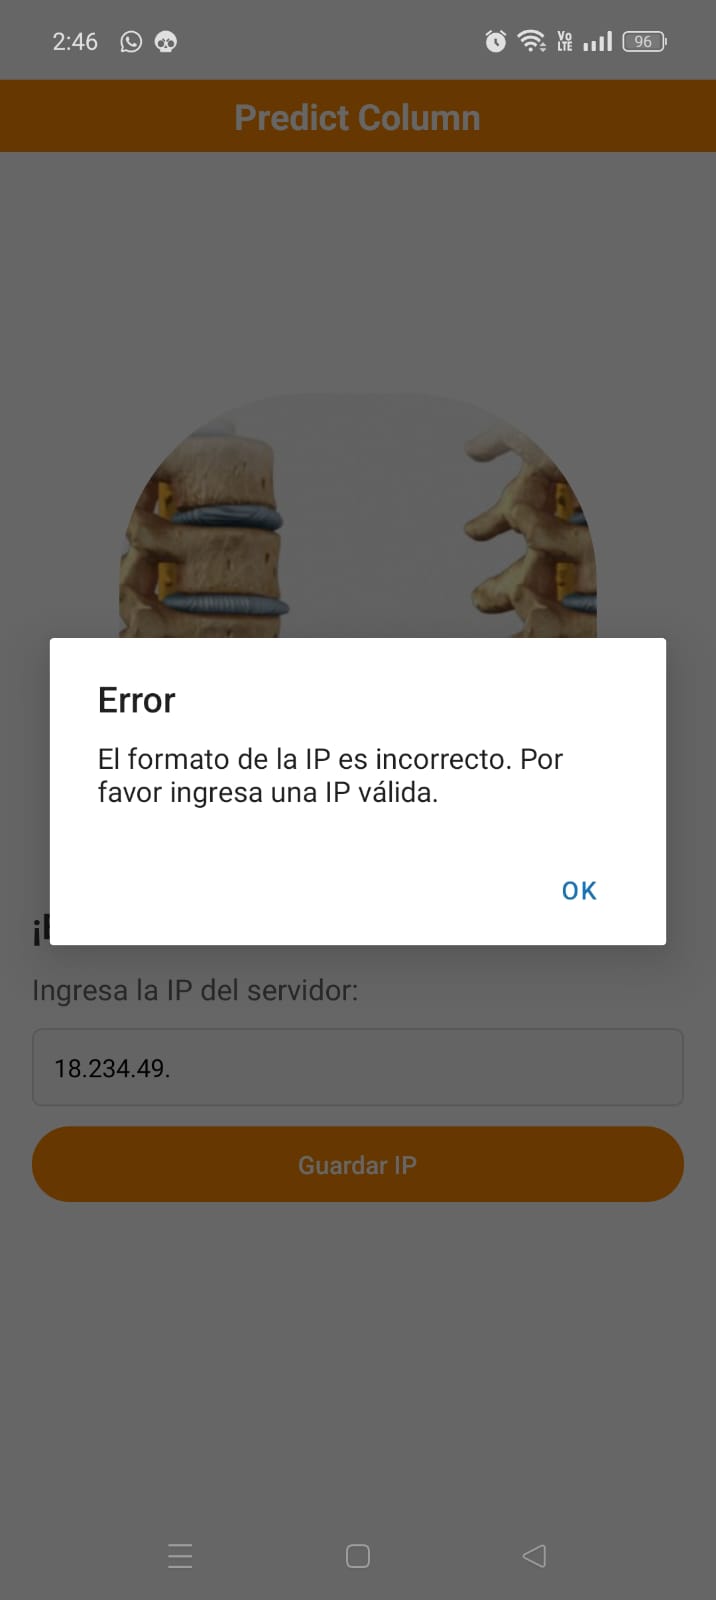 2:46
Vo
LTE
96
Predict Column
Error
El formato de la IP es incorrecto. Por
favor ingresa una IP válida.
OK
Ingresa la IP del servidor:
18.234.49.
Guardar IP